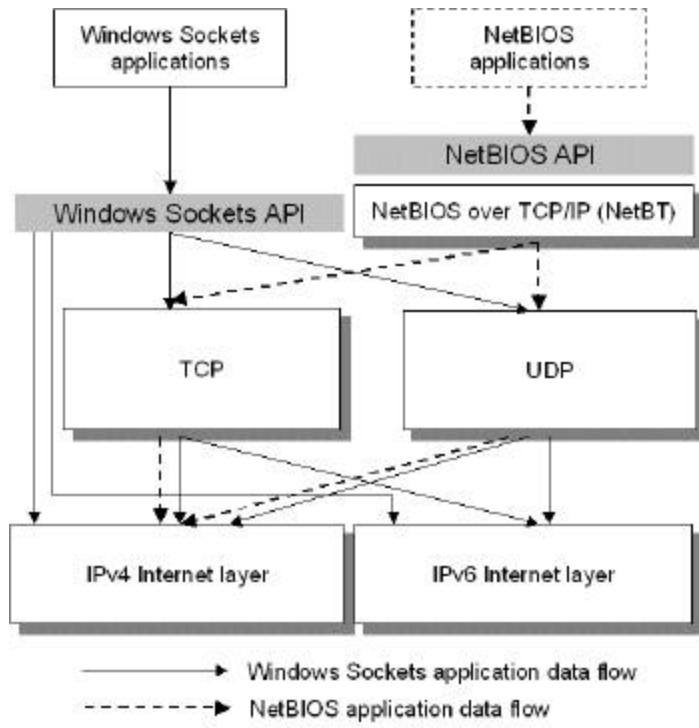 Windows Sockets
applications
NetBIOS
applications
NetBIOS API
Windows Sockets API
NetBIOS over TCP/IP (NetBT)
TCP
UDP
IPv4 Internet layer
IPv6 Internet layer
Windows Sockets application data flow
NetBIOS application data flow